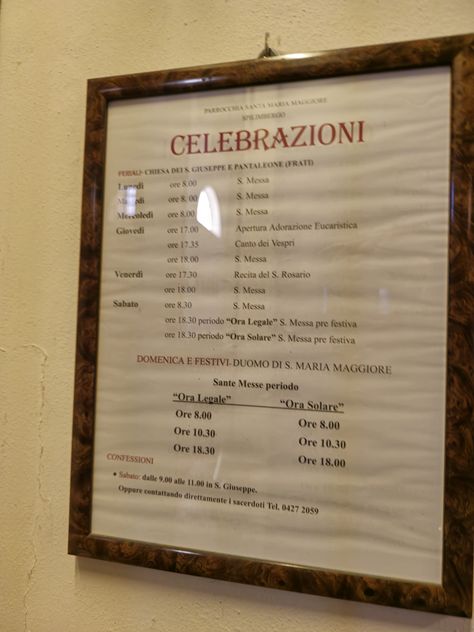 PARROCCHIA SANTA MARIA MAGGIORE
SPILIMBERGO
CELEBRAZIONI
FERIALI- CHIESA DEI S. GIUSEPPE E PANTALEONE (FRATI)
Lunedì ore 8.00 S. Messa
Martedì ore 8.00 S. Messa
Mercoledì ore 8.00 S. Messa
Giovedì ore 17.00 Apertura Adorazione Eucaristica
ore 17.35 Canto dei Vespri
ore 18.00 S. Messa
Venerdì ore 17.30 Recita del S. Rosario
ore 18.00 S. Messa
Sabato ore 8.30 S. Messa
ore 18.30 periodo “Ora Legale” S. Messa pre festiva
ore 18.30 periodo “Ora Solare” S. Messa pre festiva
DOMENICA E FESTIVI- DUOMO DI S. MARIA MAGGIORE
Sante Messe periodo
“Ora Legale” “Ora Solare”
Ore 8.00 Ore 8.00
Ore 10.30 Ore 10.30
Ore 18.30 Ore 18.00
CONFESSIONI
• Sabato: dalle 9.00 alle 11.00 in S. Giuseppe.
Oppure contattando direttamente i sacerdoti Tel. 0427 2059